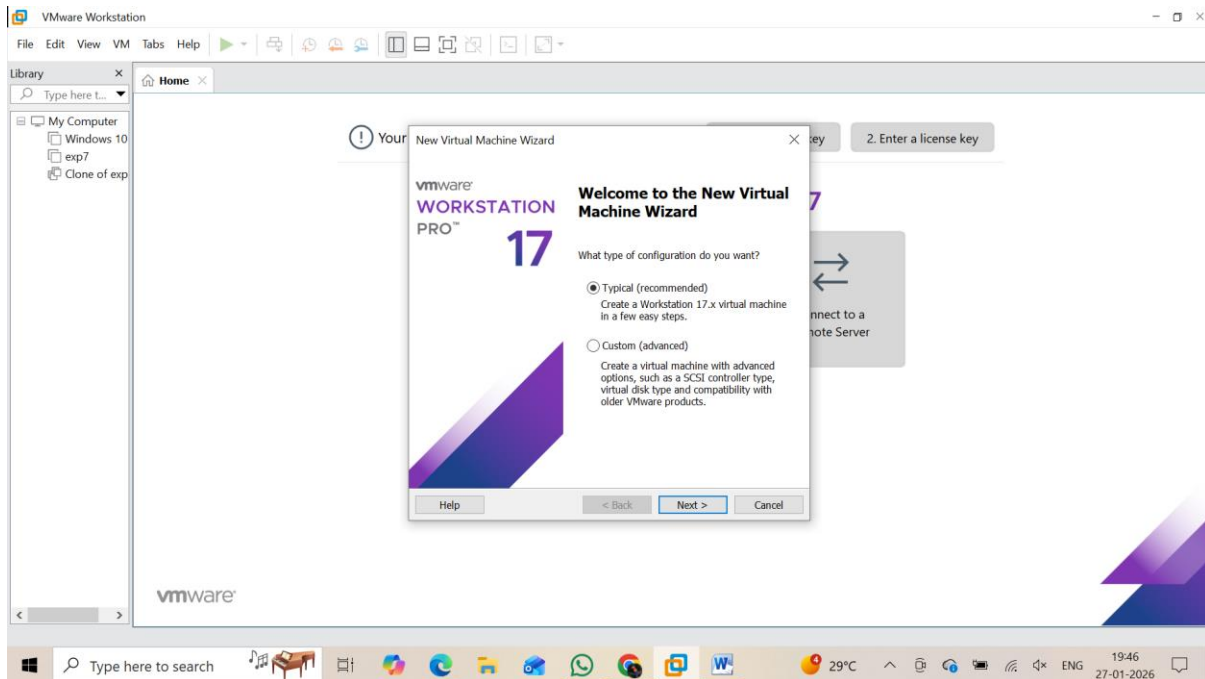 VMware Workstation
File Edit View VM Tabs Help
Library
Type here t...
My Computer
Windows 10
exp7
Clone of exp
Home
Your
key
2. Enter a license key
7
nnect to a
note Server
New Virtual Machine Wizard
vmware
WORKSTATION
PRO™
17
Welcome to the New Virtual
Machine Wizard
What type of configuration do you want?
Typical (recommended)
Create a Workstation 17.x virtual machine
in a few easy steps.
Custom (advanced)
Create a virtual machine with advanced
options, such as a SCSI controller type,
virtual disk type and compatibility with
older VMware products.
Help
< Back
Next >
Cancel
vmware
Type here to search
29°C
ENG
19:46
27-01-2026